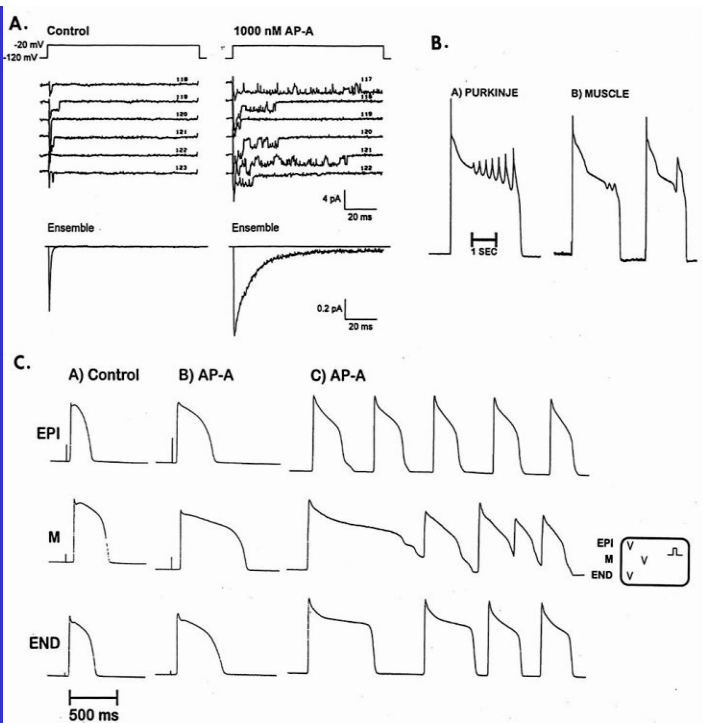 A.
Control
1000 nM AP-A
-20 mV
-120 mV
118
119
120
121
122
123
117
118
119
120
121
122
4 pA
20 ms
Ensemble
Ensemble
0.2 pA
20 ms
B.
A) PURKINJE
B) MUSCLE
1 SEC
C.
A) Control
B) AP-A
C) AP-A
EPI
M
END
500 ms
EPI
M
END